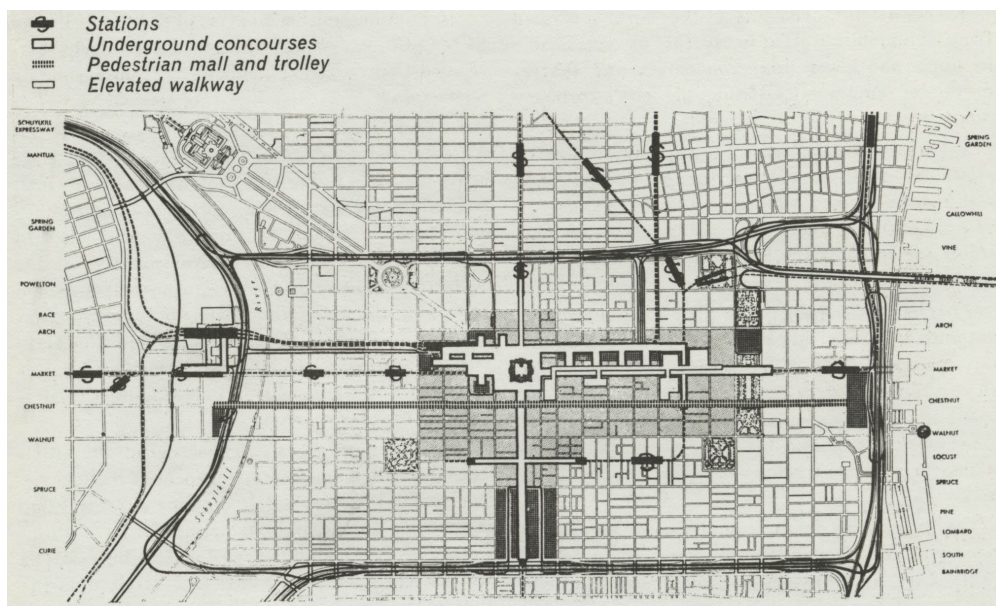 Stations
Underground concourses
Pedestrian mall and trolley
Elevated walkway
SCHUYLKILL
EXPRESSWAY
MANTUA
SPRING
GARDEN
POWELTON
RACE
ARCH
MARKET
CHESTNUT
WALNUT
SPRUCE
CURIE
River
Schuylkill
SPRING
GARDEN
CALLOWHILL
VINE
ARCH
MARKET
CHESTNUT
WALNUT
LOCUST
SPRUCE
PINE
LOMBARD
SOUTH
BAINBRIDGE